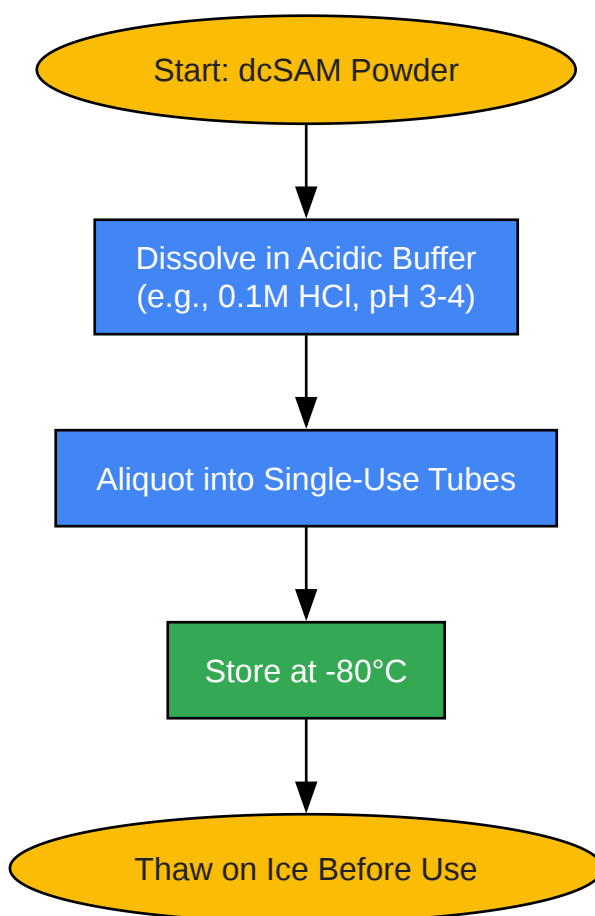 Start: dcSAM Powder
Dissolve in Acidic Buffer
(e.g., 0.1M HCl, pH 3-4)
Aliquot into Single-Use Tubes
Store at -80°C
Thaw on Ice Before Use